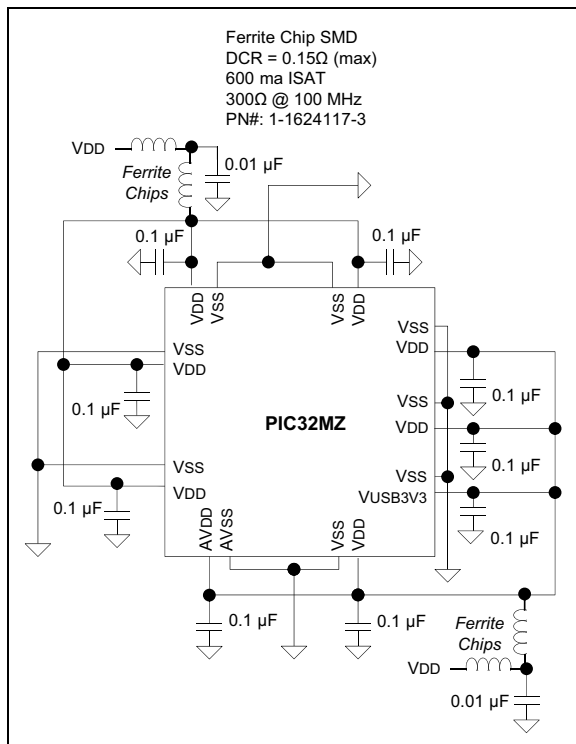 Ferrite Chip SMD
DCR = 0.15Ω (max)
600 ma ISAT
300Ω @ 100 MHz
PN#: 1-1624117-3
VDD
0.01 µF
Ferrite
Chips
0.1 µF
0.1 µF
VDD
VSS
VSS
VDD
VSS
VDD
VSS
VDD
0.1 µF
0.1 µF
VSS
PIC32MZ
VDD
0.1 µF
VSS
VDD
VSS
VUSB3V3
0.1 µF
0.1 µF
AVDD
AVSS
VSS
VDD
0.1 µF
0.1 µF
Ferrite
Chips
VDD
0.01 µF